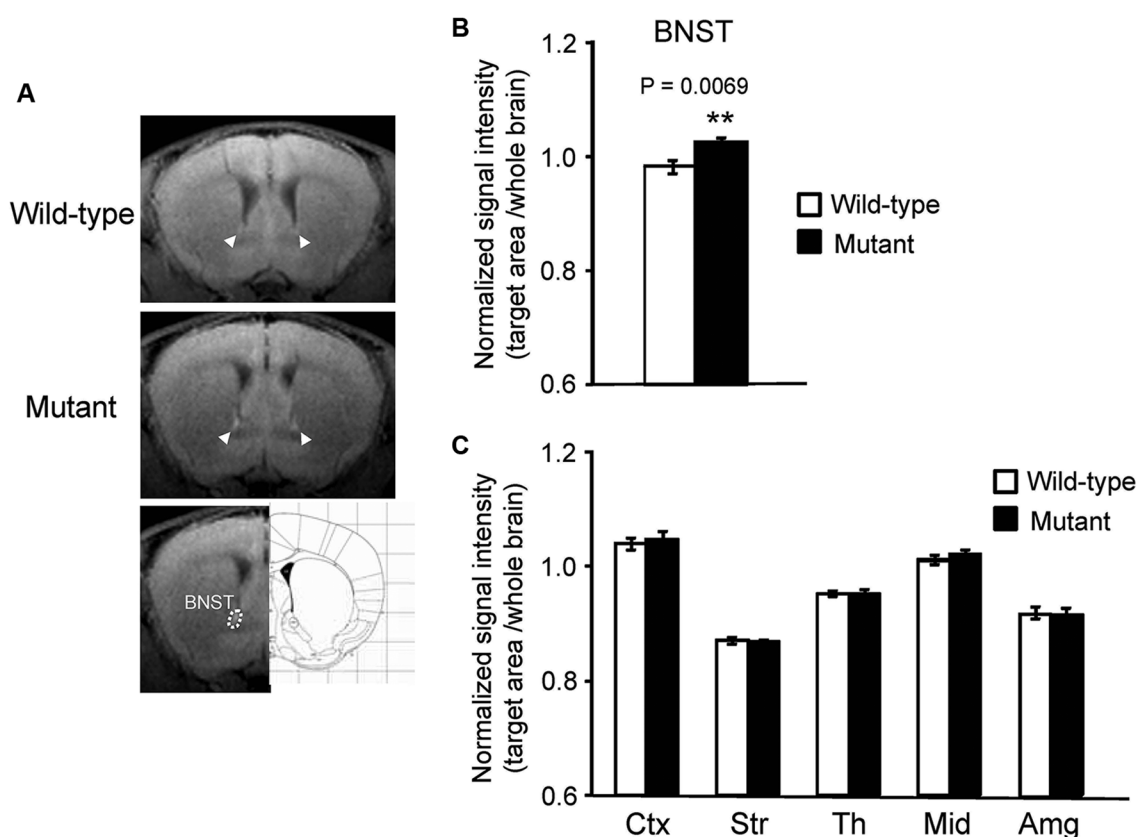 A
Wild-type
Mutant
BNST
B
BNST
P = 0.0069
**
Normalized signal intensity
(target area /whole brain)
1.2
1.0
0.8
0.6
Wild-type
Mutant
C
Normalized signal intensity
(target area /whole brain)
1.2
1.0
0.8
0.6
Wild-type
Mutant
Ctx Str Th Mid Amg